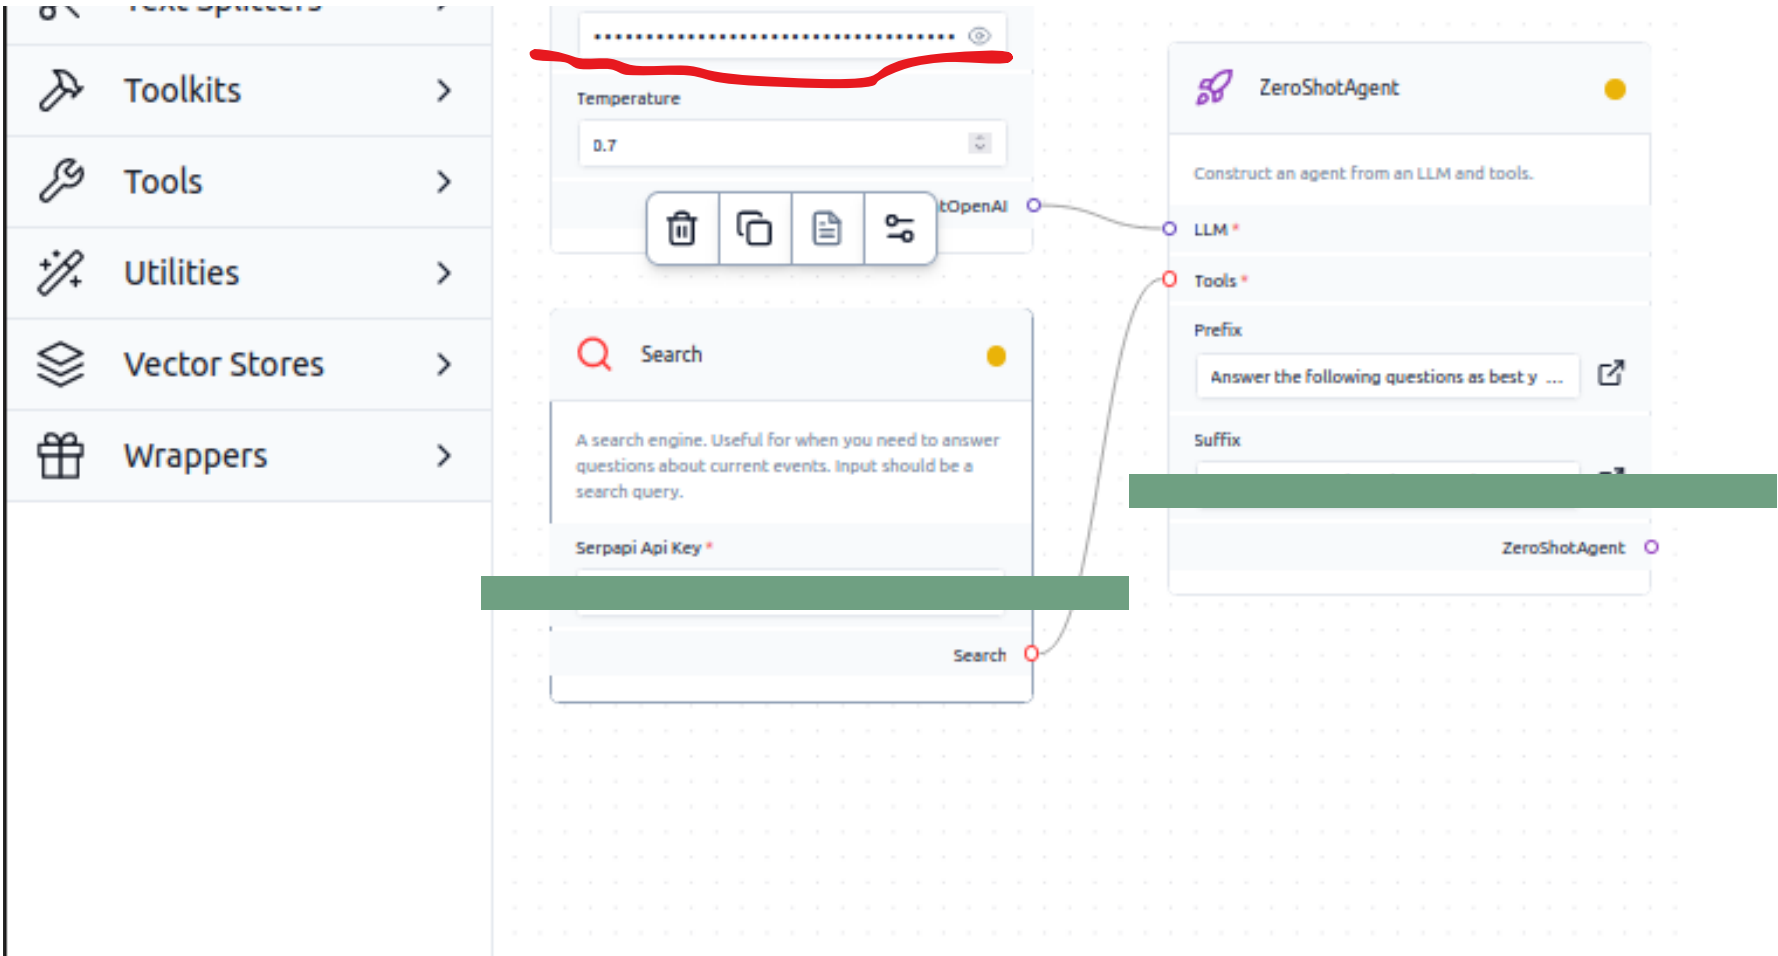 Text Splitters
Toolkits
Tools
Utilities
Vector Stores
Wrappers
Temperature
0.7
tOpenAI
Search
A search engine. Useful for when you need to answer
questions about current events. Input should be a
search query.
Serpapi Api Key *
Search
ZeroShotAgent
Construct an agent from an LLM and tools.
LLM *
Tools *
Prefix
Answer the following questions as best y ...
Suffix
ZeroShotAgent